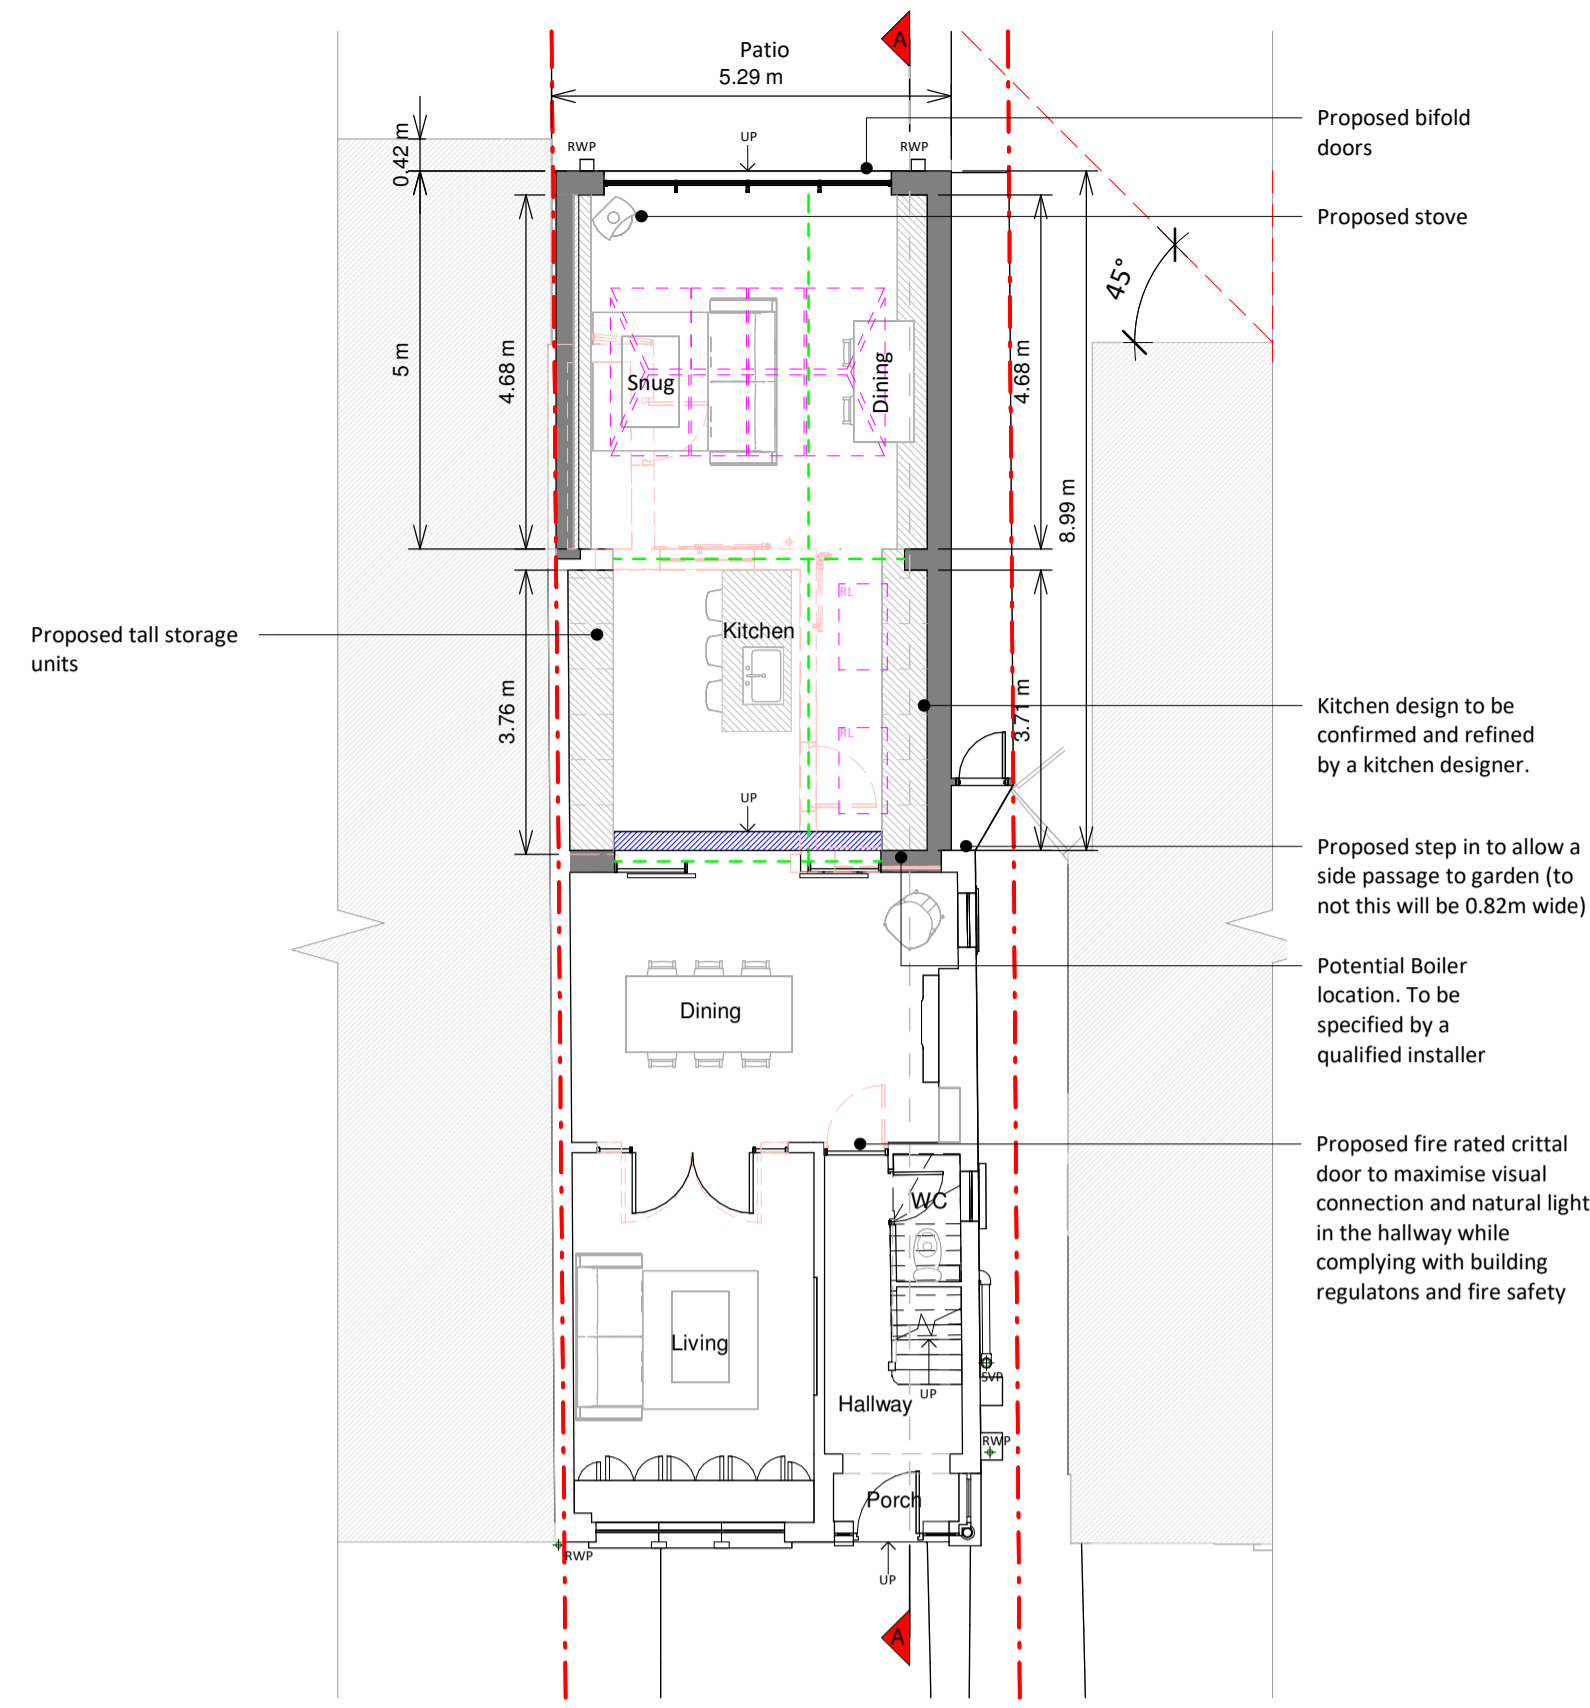 A
Patio
5.29 m
0.42 m
RWP
UP
RWP
Proposed bifold
doors
Proposed stove
45°
5 m
4.68 m
Snug
Dining
4.68 m
8.99 m
RL
Kitchen
Proposed tall storage
units
3.76 m
3.71 m
RL
UP
Kitchen design to be
confirmed and refined
by a kitchen designer.
Proposed step in to allow a
side passage to garden (to
not this will be 0.82m wide)
Potential Boiler
location. To be
specified by a
qualified installer
Dining
Proposed fire rated crittal
door to maximise visual
connection and natural light
in the hallway while
complying with building
regulatons and fire safety
WC
Living
Hallway
UP
SVP
RWP
Porch
RWP
UP
A